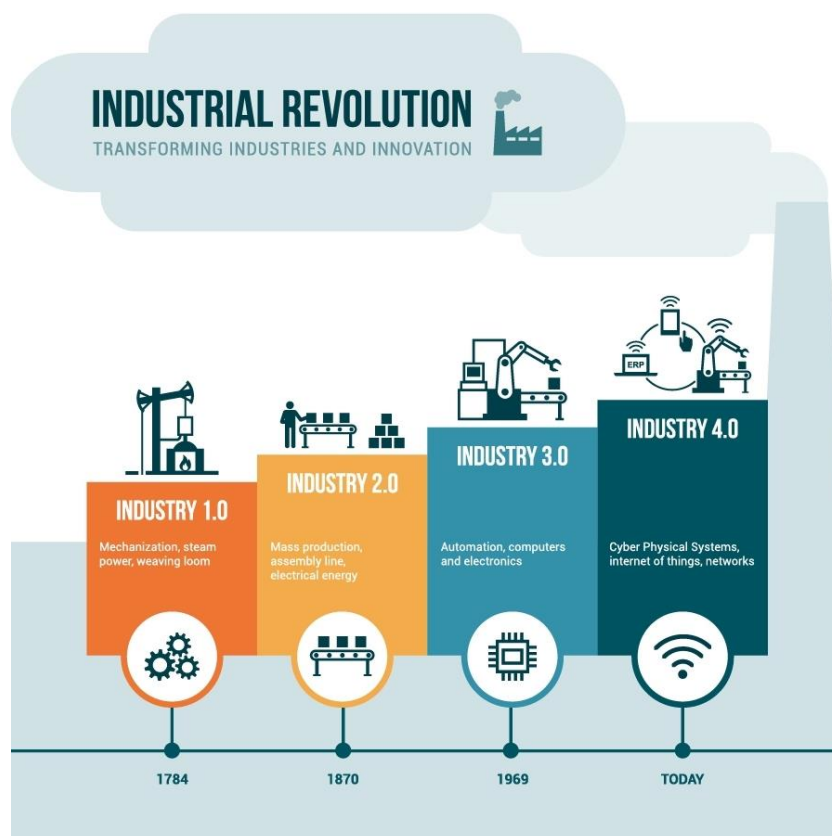 INDUSTRIAL REVOLUTION
TRANSFORMING INDUSTRIES AND INNOVATION
ERP
INDUSTRY 1.0
Mechanization, steam
power, weaving loom
INDUSTRY 2.0
Mass production,
assembly line,
electrical energy
INDUSTRY 3.0
Automation, computers
and electronics
INDUSTRY 4.0
Cyber Physical Systems,
internet of things, networks
1784
1870
1969
TODAY